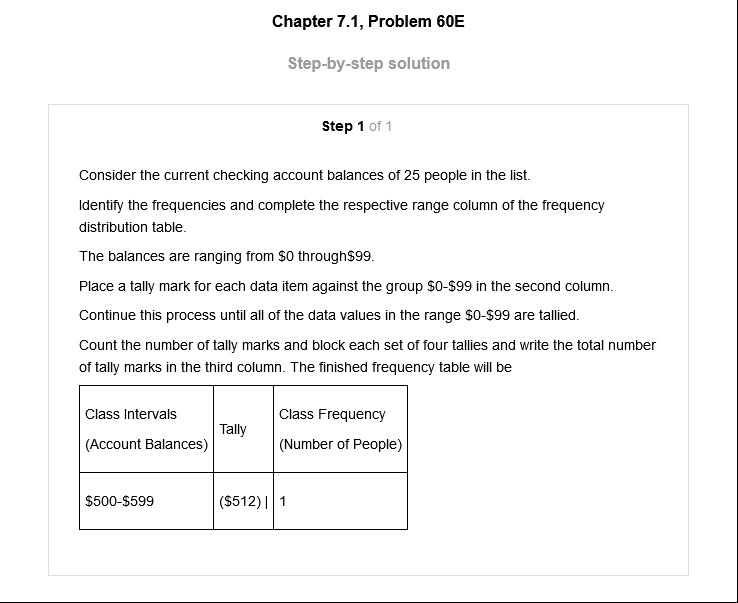 Chapter 7.1, Problem 60E
Step-by-step solution
Step 1 of 1
Consider the current checking account balances of 25 people in the list.
Identify the frequencies and complete the respective range column of the frequency
distribution table.
The balances are ranging from $0 through$99.
Place a tally mark for each data item against the group $0-$99 in the second column.
Continue this process until all of the data values in the range $0-$99 are tallied.
Count the number of tally marks and block each set of four tallies and write the total number
of tally marks in the third column. The finished frequency table will be
Class Intervals
(Account Balances)
Tally
Class Frequency
(Number of People)
$500-$599
($512) |
1